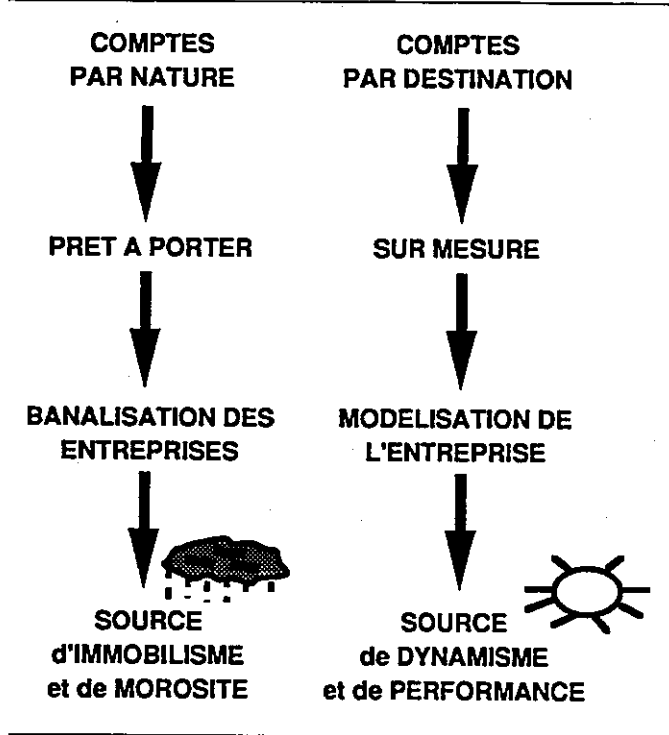 COMPTES
PAR NATURE
PRET A PORTER
BANALISATION DES
ENTREPRISES
SOURCE
d'IMMOBILISME
et de MOROSITE
COMPTES
PAR DESTINATION
SUR MESURE
MODELISATION DE
L'ENTREPRISE
SOURCE
de DYNAMISME
et de PERFORMANCE